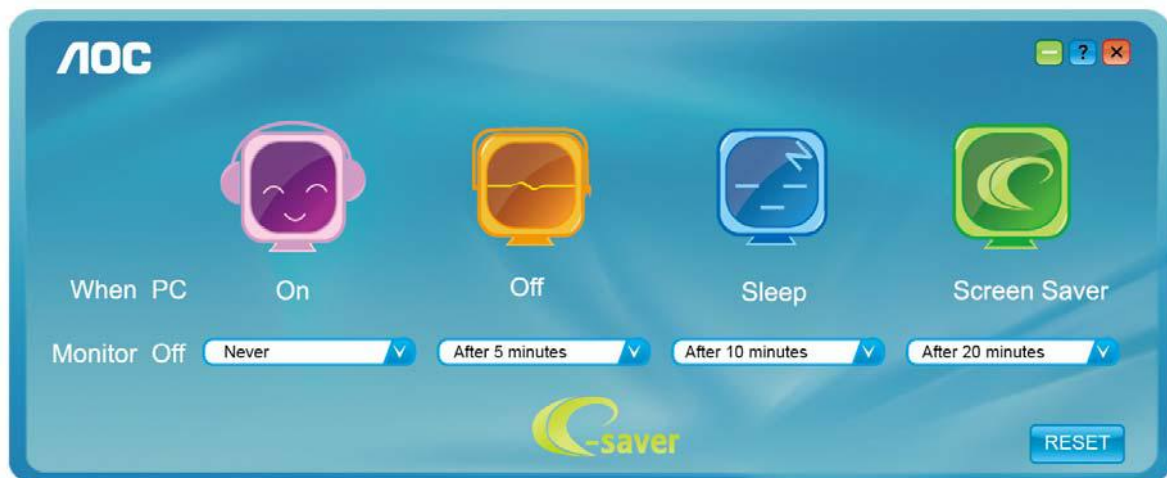 AOC
?
When PC On Off Sleep Screen Saver
Monitor Off Never After 5 minutes After 10 minutes After 20 minutes
e-saver
RESET